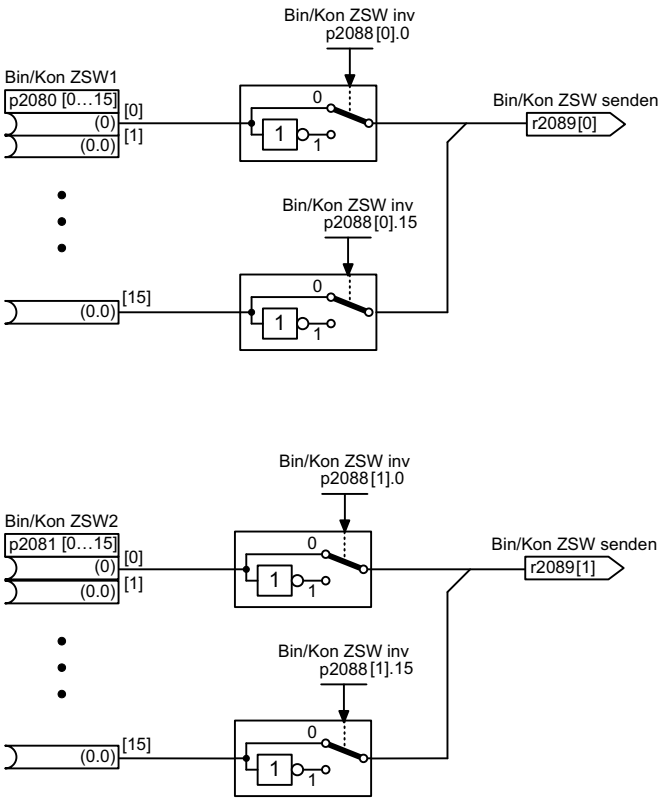 Bin/Kon ZSW inv
p2088[0].0
Bin/Kon ZSW1
p2080 [0...15]
[0]
(0)
[1]
(0.0)
0
1
1
Bin/Kon ZSW senden
r2089[0]
Bin/Kon ZSW inv
p2088[0].15
[15]
(0.0)
0
1
1
Bin/Kon ZSW inv
p2088[1].0
Bin/Kon ZSW2
p2081 [0...15]
[0]
(0)
[1]
(0.0)
0
1
1
Bin/Kon ZSW senden
r2089[1]
Bin/Kon ZSW inv
p2088[1].15
[15]
(0.0)
0
1
1